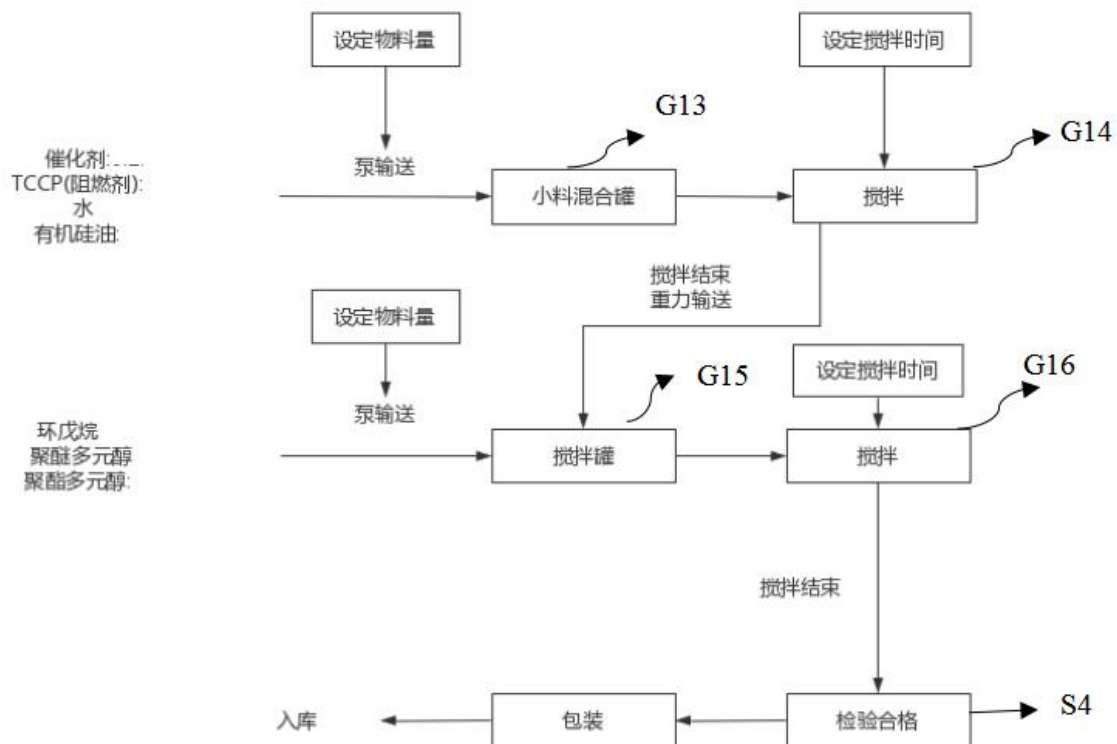 设定物料量
设定搅拌时间
G13
G14
催化剂:
泵输送
TCCP(阻燃剂):
水
有机硅油:
小料混合罐
搅拌
搅拌结束
重力输送
设定物料量
设定搅拌时间
G15
G16
泵输送
环戊烷
聚醚多元醇
聚酯多元醇:
搅拌罐
搅拌
搅拌结束
入库
包装
检验合格
S4